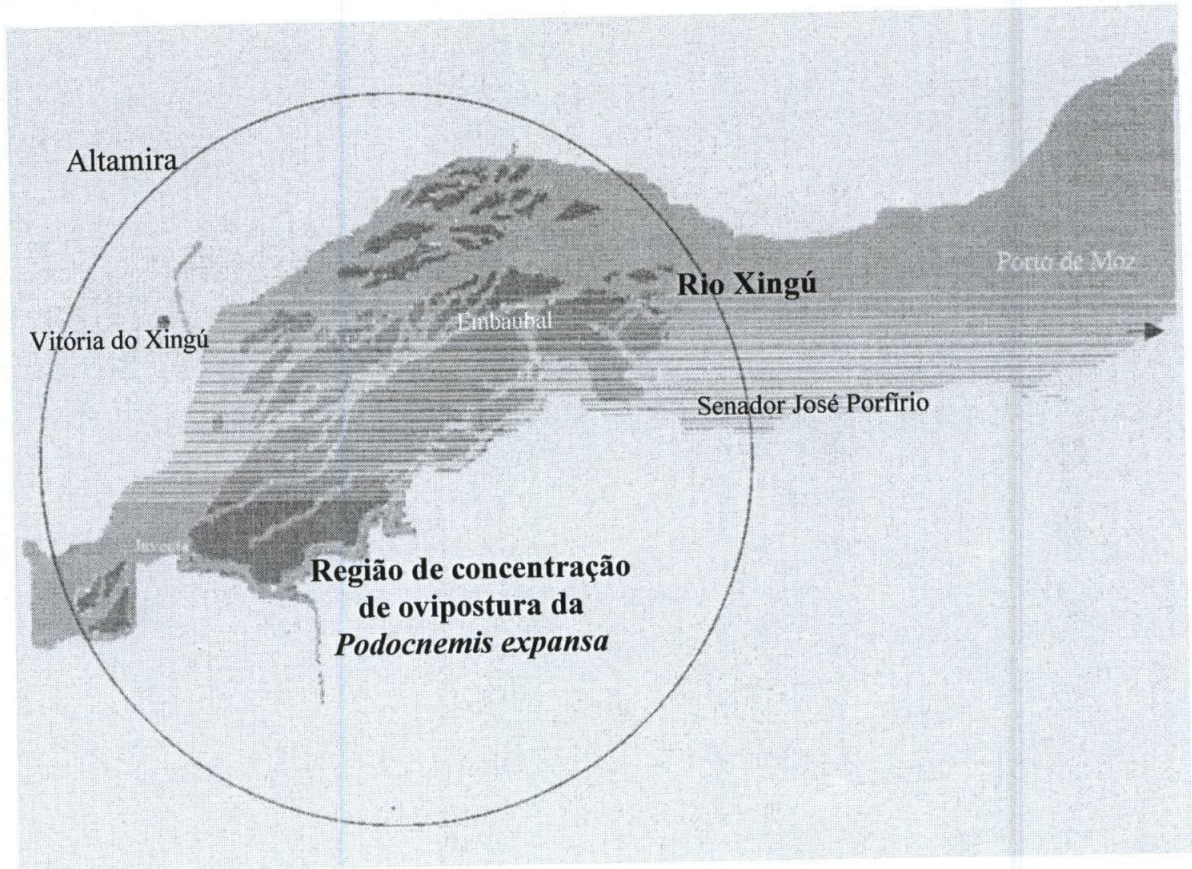 Altamira
Porto de Moz
Rio Xingú
Embaubal
Vitória do Xingú
Senador José Porfírio
Região de concentração
de ovipostura da
Podocnemis expansa